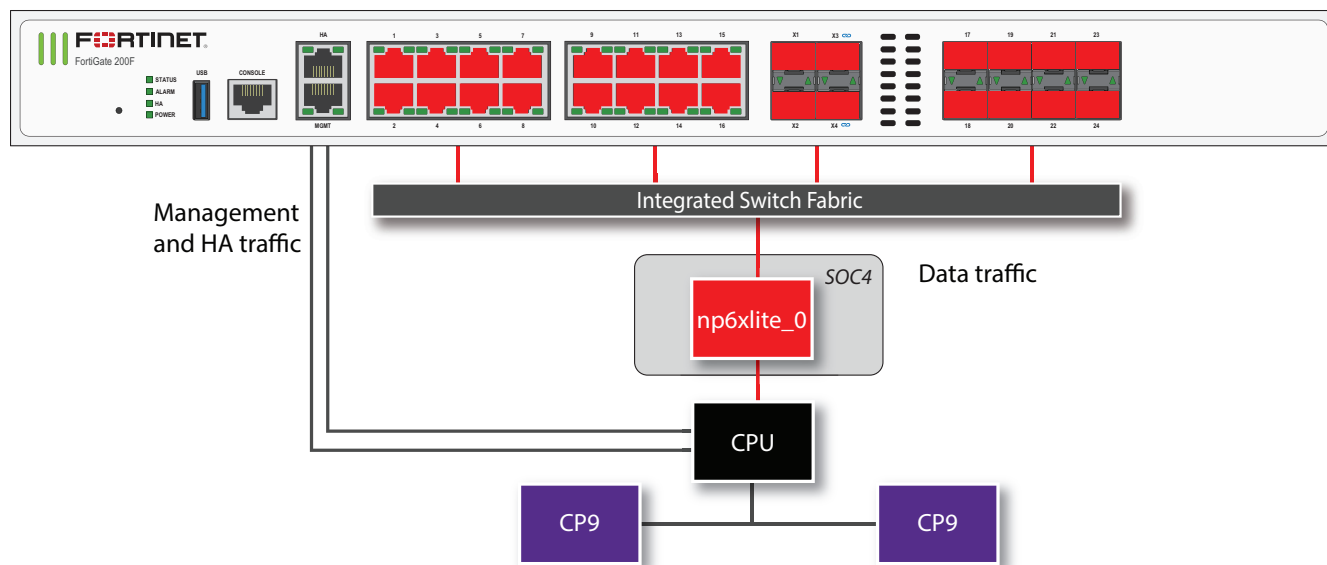 FORTINET
FortiGate 200F
STATUS
ALARM
HA
POWER
USB
CONSOLE
HA
MGMT
1 3 5 7
2 4 6 8
9 11 13 15
10 12 14 16
X1 X3
X2 X4
17 19 21 23
18 20 22 24
Integrated Switch Fabric
Management
and HA traffic
SOC4
Data traffic
np6xlite_0
CPU
CP9
CP9